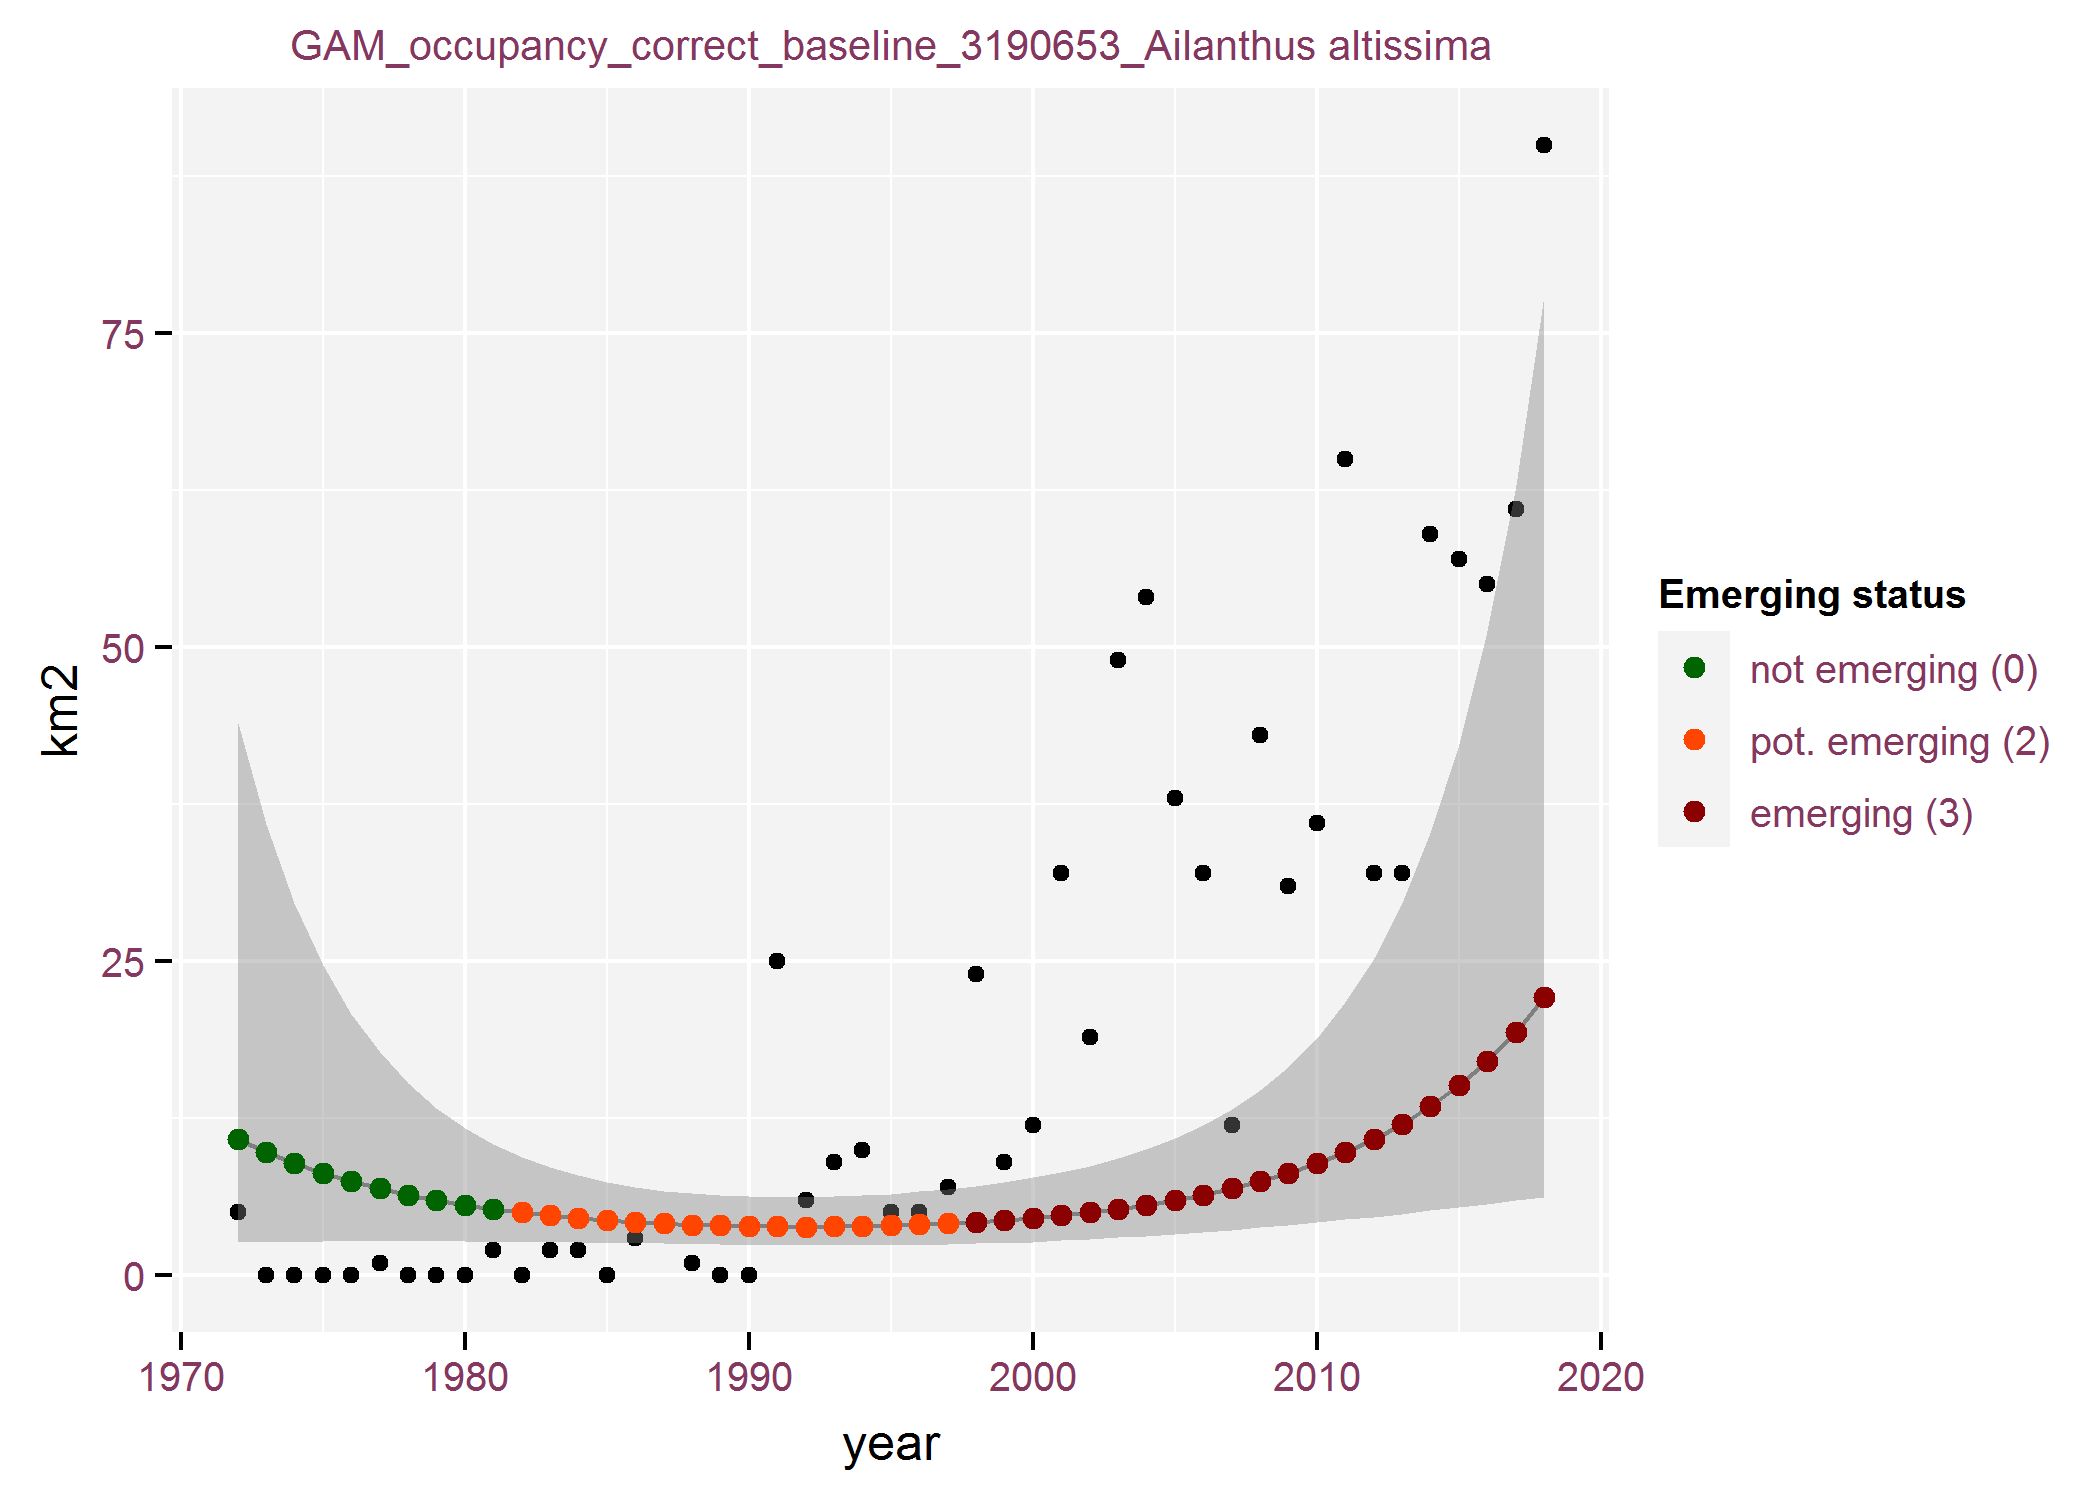 GAM_occupancy_correct_baseline_3190653_Ailanthus altissima
75
50
25
0
km2
1970 1980 1990 2000 2010 2020
year
Emerging status
not emerging (0)
pot. emerging (2)
emerging (3)